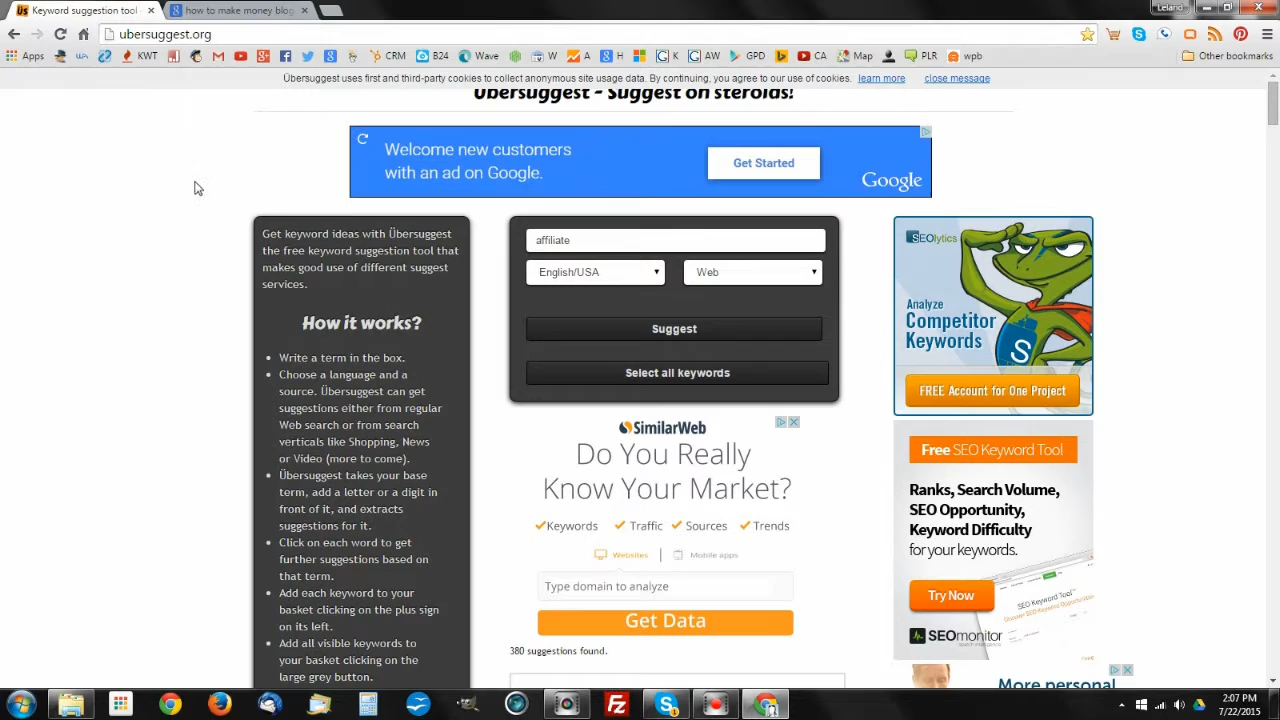 Keyword suggestion tool
how to make money blog
Leland
ubersuggest.org
Apps
UA
KWT
CRM
B24
Wave
W
A
H
K
AW
GPD
CA
Map
PLR
wpb
Other bookmarks
Übersuggest uses first and third-party cookies to collect anonymous site usage data. By continuing, you agree to our use of cookies. learn more close message
Übersuggest - Suggest on steroids!
Welcome new customers
with an ad on Google.
Get Started
Google
Get keyword ideas with Übersuggest
the free keyword suggestion tool that
makes good use of different suggest
services.
How it works?
Write a term in the box.
Choose a language and a
source. Übersuggest can get
suggestions either from regular
Web search or from search
verticals like Shopping, News
or Video (more to come).
Übersuggest takes your base
term, add a letter or a digit in
front of it, and extracts
suggestions for it.
Click on each word to get
further suggestions based on
that term.
Add each keyword to your
basket clicking on the plus sign
on its left.
Add all visible keywords to
your basket clicking on the
large grey button.
affiliate
English/USA
Web
Suggest
Select all keywords
SimilarWeb
Do You Really
Know Your Market?
Keywords Traffic Sources Trends
Websites | Mobile apps
Type domain to analyze
Get Data
380 suggestions found.
SEOlytics
Analyze
Competitor
Keywords
S
FREE Account for One Project
Free SEO Keyword Tool
Ranks, Search Volume,
SEO Opportunity,
Keyword Difficulty
for your keywords.
Try Now
SEO Keyword Tool
SEOmonitor
More personal
2:07 PM
7/22/2015